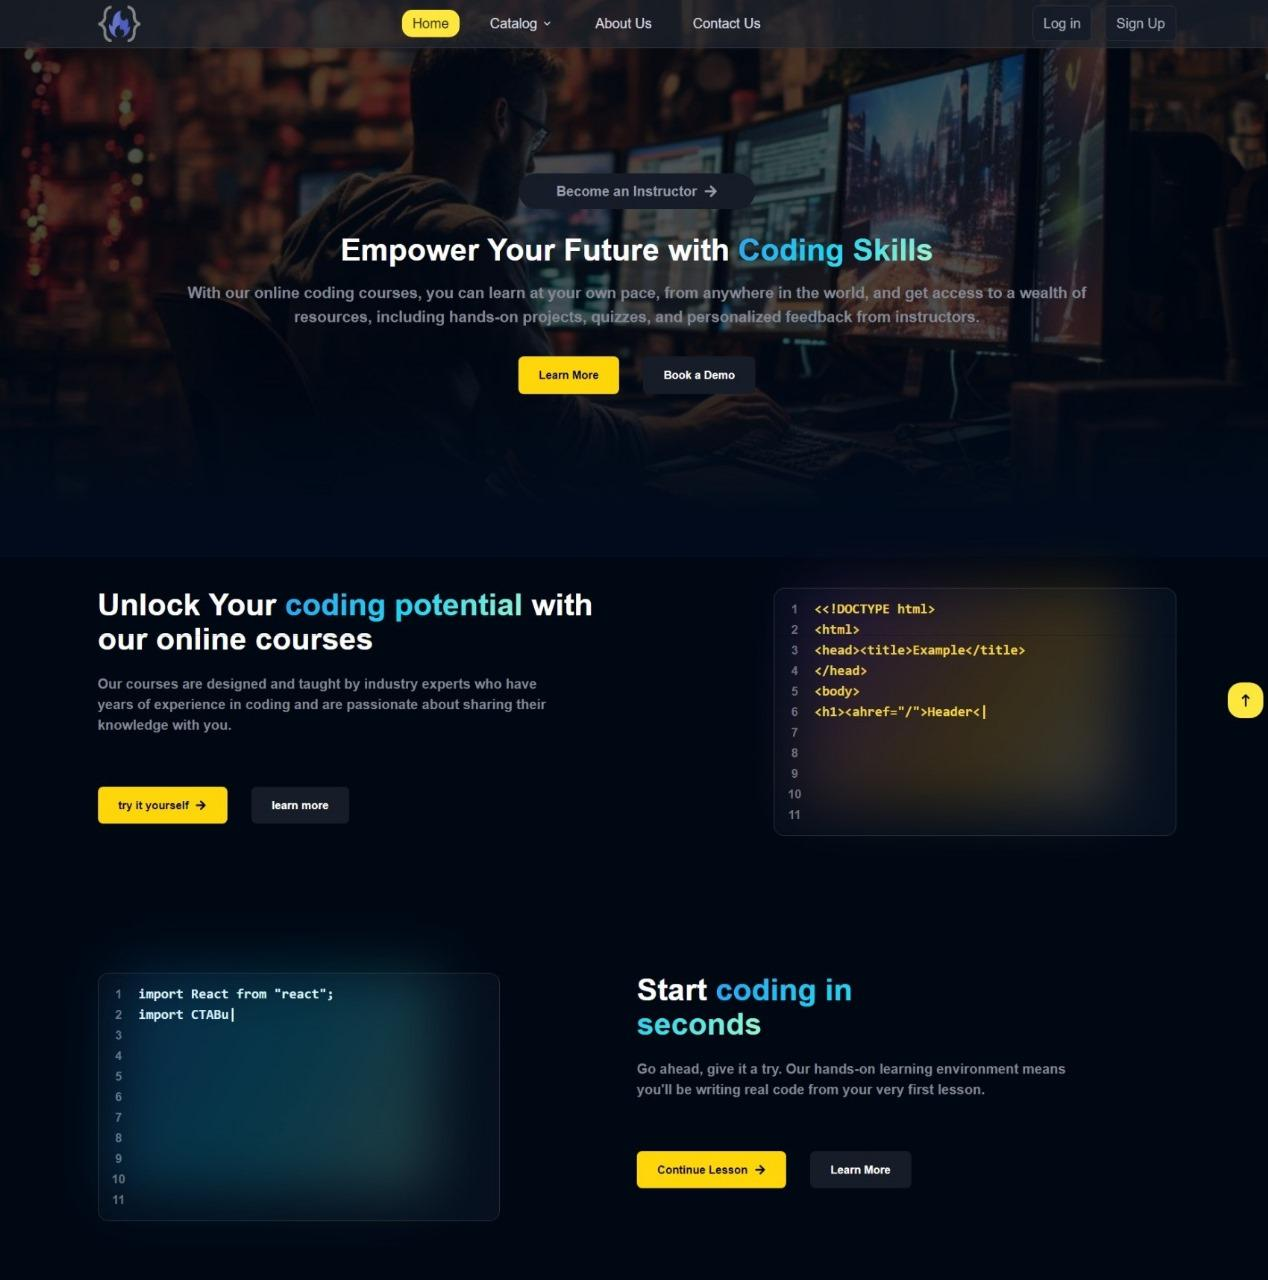 Home Catalog About Us Contact Us Log in Sign Up
Become an Instructor →
Empower Your Future with Coding Skills
With our online coding courses, you can learn at your own pace, from anywhere in the world, and get access to a wealth of
resources, including hands-on projects, quizzes, and personalized feedback from instructors.
Learn More Book a Demo
Unlock Your coding potential with
our online courses
Our courses are designed and taught by industry experts who have
years of experience in coding and are passionate about sharing their
knowledge with you.
try it yourself → learn more
1 <<!DOCTYPE html>
2 <html>
3 <head><title>Example</title>
4 </head>
5 <body>
6 <h1><ahref="/">Header<|
7
8
9
10
11
↑
1 import React from "react";
2 import CTABu|
3
4
5
6
7
8
9
10
11
Start coding in
seconds
Go ahead, give it a try. Our hands-on learning environment means
you'll be writing real code from your very first lesson.
Continue Lesson → Learn More